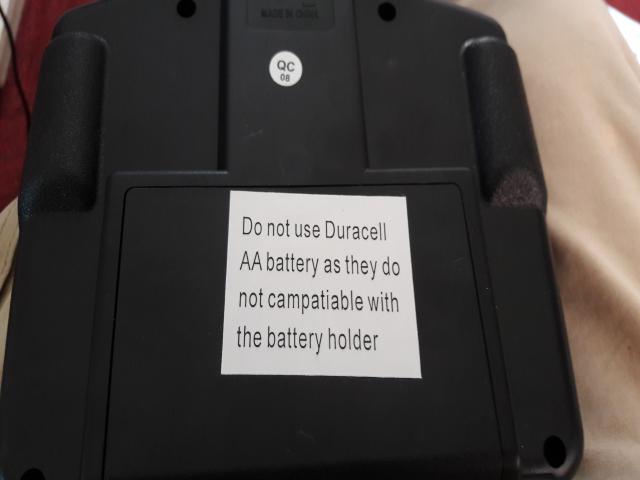 MADE IN CHINA
QC
08
Do not use Duracell
AA battery as they do
not campatiable with
the battery holder